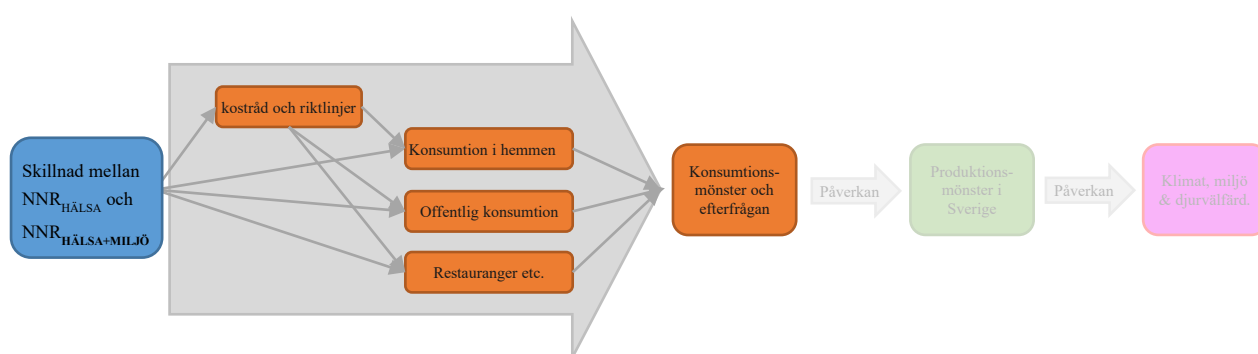 kostråd och riktlinjer
Skillnad mellan
NNRHÄLSA och
NNRHÄLSA+MILJÖ
Konsumtion i hemmen
Offentlig konsumtion
Restauranger etc.
Konsumtions-
mönster och
efterfrågan
Påverkan
Produktions-
mönster i
Sverige
Påverkan
Klimat, miljö
& djurvälfärd.